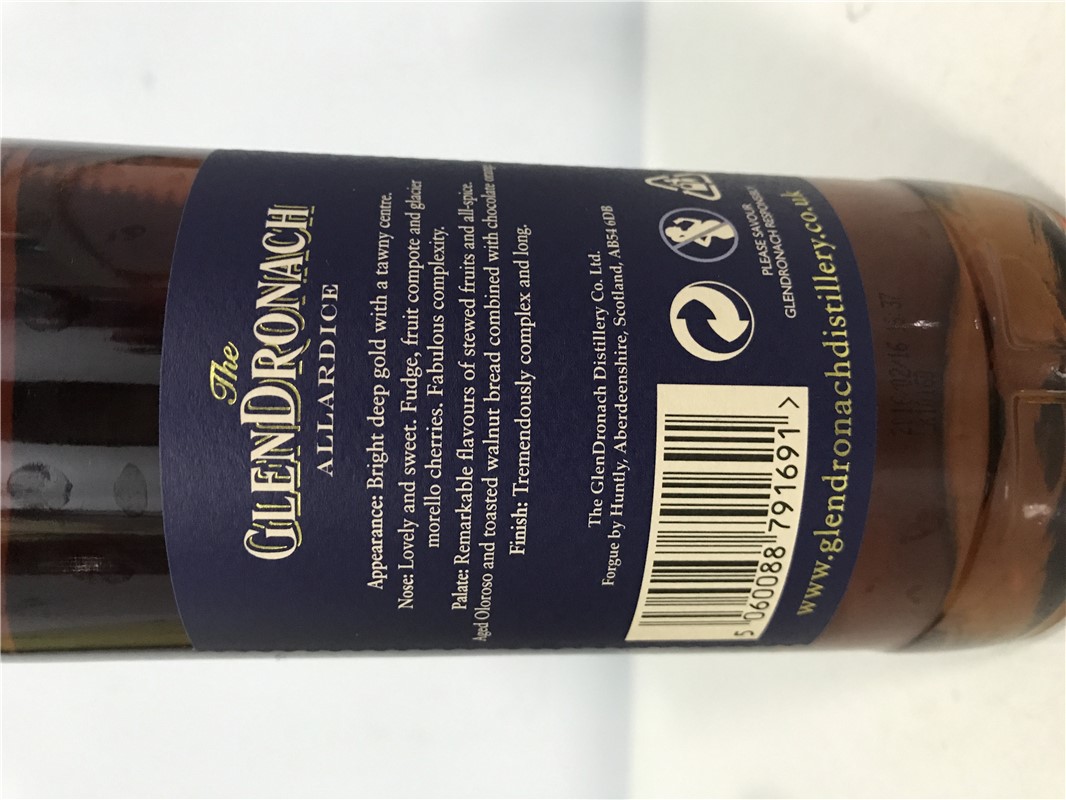 The
GLENDRONACH
ALLARDICE
Appearance: Bright deep gold with a tawny centre.
Nose: Lovely and sweet. Fudge, fruit compote and glacier
morello cherries. Fabulous complexity.
Palate: Remarkable flavours of stewed fruits and all-spice.
Aged Oloroso and toasted walnut bread combined with chocolate
Finish: Tremendously complex and long.
The GlenDronach Distillery Co. Ltd.
Forgue by Huntly, Aberdeenshire, Scotland, AB54 6DB
PLEASE SAVOUR
GLENDRONACH RESPONSIBLY
5 060088 791691 >
www.glendronachdistillery.co.uk